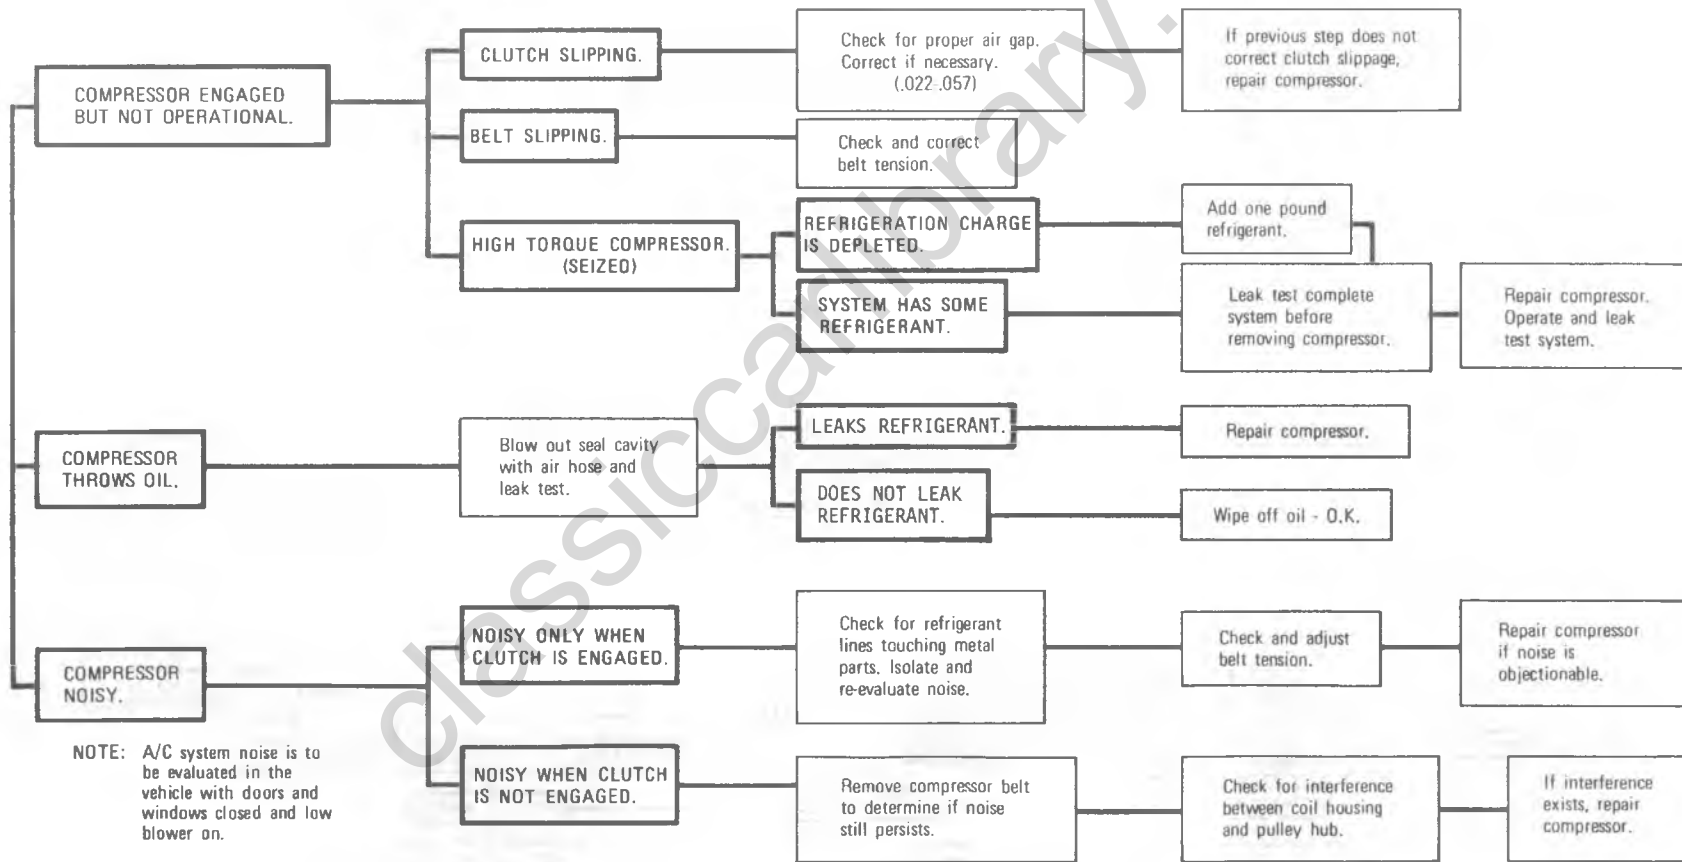 COMPRESSOR ENGAGED
BUT NOT OPERATIONAL.
CLUTCH SLIPPING.
Check for proper air gap.
Correct if necessary.
(.022-.057)
If previous step does not
correct clutch slippage,
repair compressor.
BELT SLIPPING.
Check and correct
belt tension.
HIGH TORQUE COMPRESSOR.
(SEIZED)
REFRIGERATION CHARGE
IS DEPLETED.
Add one pound
refrigerant.
SYSTEM HAS SOME
REFRIGERANT.
Leak test complete
system before
removing compressor.
Repair compressor.
Operate and leak
test system.
COMPRESSOR
THROWS OIL.
Blow out seal cavity
with air hose and
leak test.
LEAKS REFRIGERANT.
Repair compressor.
DOES NOT LEAK
REFRIGERANT.
Wipe off oil - O.K.
COMPRESSOR
NOISY.
NOISY ONLY WHEN
CLUTCH IS ENGAGED.
Check for refrigerant
lines touching metal
parts. Isolate and
re-evaluate noise.
Check and adjust
belt tension.
Repair compressor
if noise is
objectionable.
NOISY WHEN CLUTCH
IS NOT ENGAGED.
Remove compressor belt
to determine if noise
still persists.
Check for interference
between coil housing
and pulley hub.
If interference
exists, repair
compressor.
NOTE: A/C system noise is to
be evaluated in the
vehicle with doors and
windows closed and low
blower on.
classiccarlibrary.